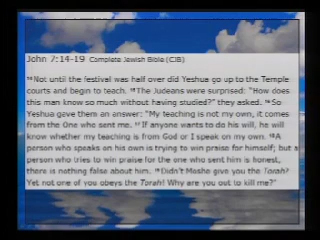 John 7:14-19 Complete Jewish Bible (CJB)
¹⁴Not until the festival was half over did Yeshua go up to the Temple
courts and begin to teach. ¹⁵The Judeans were surprised: "How does
this man know so much without having studied?" they asked. ¹⁶So
Yeshua gave them an answer: "My teaching is not my own, it comes
from the One who sent me. ¹⁷If anyone wants to do his will, he will
know whether my teaching is from God or I speak on my own. ¹⁸A
person who speaks on his own is trying to win praise for himself; but a
person who tries to win praise for the one who sent him is honest,
there is nothing false about him. ¹⁹Didn't Moshe give you the Torah?
Yet not one of you obeys the Torah! Why are you out to kill me?"